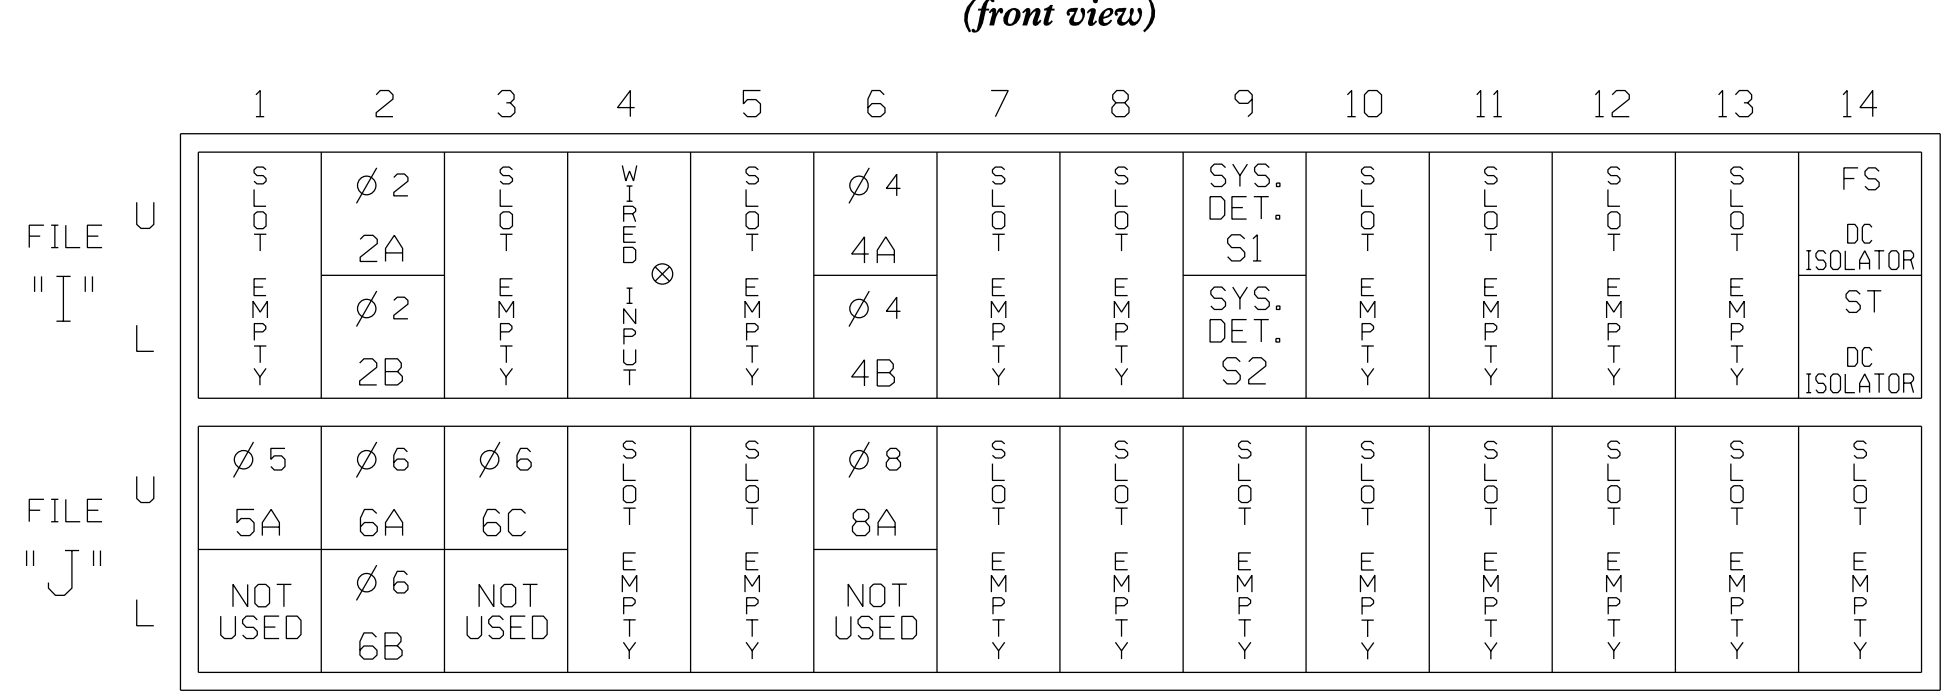 (front view)
1 2 3 4 5 6 7 8 9 10 11 12 13 14
FILE "I"
U
L
SLOT EMPTY
Ø 2
2A
Ø 2
2B
SLOT EMPTY
WIRED INPUT
SLOT EMPTY
Ø 4
4A
Ø 4
4B
SLOT EMPTY
SLOT EMPTY
SYS.
DET.
S1
SYS.
DET.
S2
SLOT EMPTY
SLOT EMPTY
SLOT EMPTY
SLOT EMPTY
FS
DC
ISOLATOR
ST
DC
ISOLATOR
FILE "J"
U
L
Ø 5
5A
NOT
USED
Ø 6
6A
Ø 6
6B
Ø 6
6C
NOT
USED
SLOT EMPTY
SLOT EMPTY
Ø 8
8A
NOT
USED
SLOT EMPTY
SLOT EMPTY
SLOT EMPTY
SLOT EMPTY
SLOT EMPTY
SLOT EMPTY
SLOT EMPTY
SLOT EMPTY